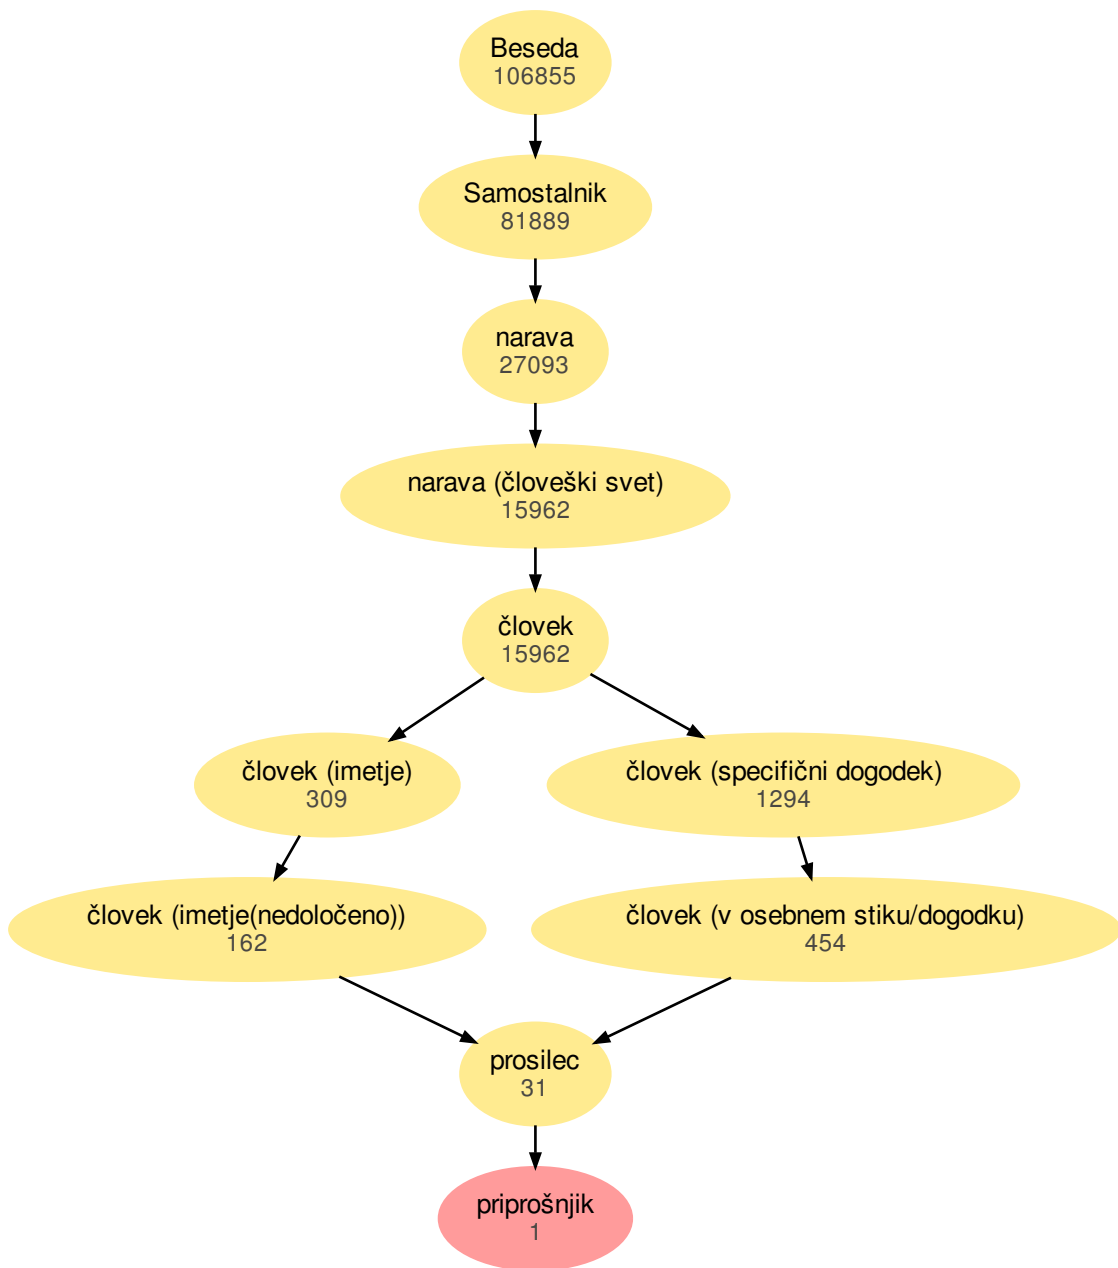 Beseda
106855
Samostalnik
81889
narava
27093
narava (človeški svet)
15962
človek
15962
človek (imetje)
309
človek (specifični dogodek)
1294
človek (imetje(nedoločeno))
162
človek (v osebnem stiku/dogodku)
454
prosilec
31
priprošnjik
1